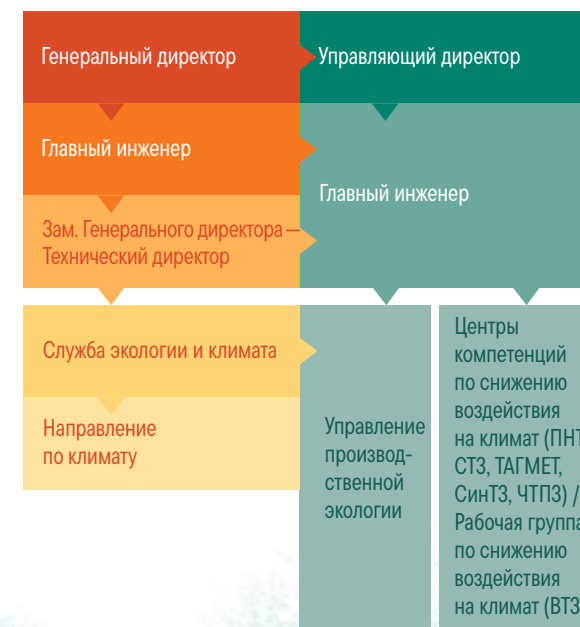 Генеральный директор
Управляющий директор
Главный инженер
Главный инженер
Зам. Генерального директора —
Технический директор
Служба экологии и климата
Направление
по климату
Управление
производ-
ственной
экологии
Центры
компетенций
по снижению
воздействия
на климат (ПНТ
СТЗ, ТАГМЕТ,
СинТЗ, ЧТПЗ) /
Рабочая группа
по снижению
воздействия
на климат (ВТЗ